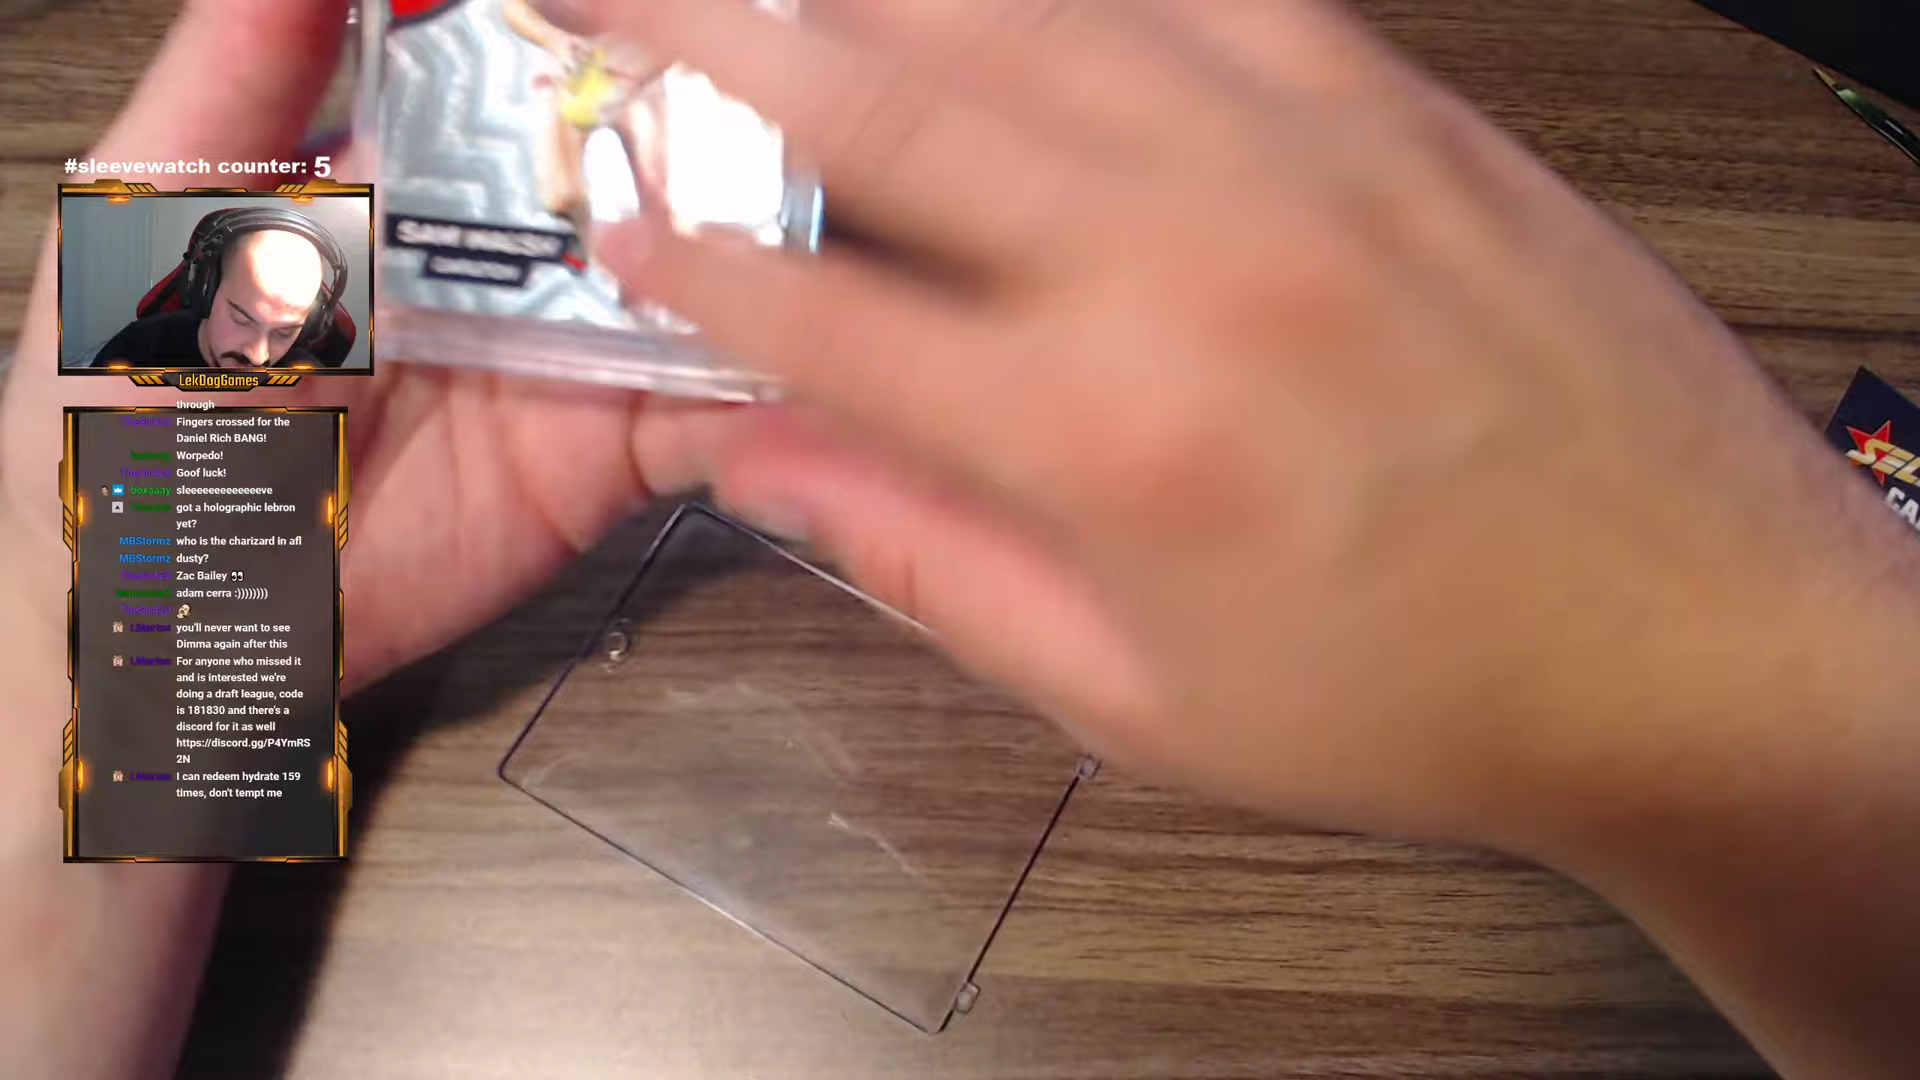 #sleevewatch counter: 5
SAM WALSH
CARLTON
LekDogGames
through
Fingers crossed for the
Daniel Rich BANG!
Worpedo!
Goof luck!
boxaaay sleeeeeeeeeeeeve
got a holographic lebron
yet?
MBStormz who is the charizard in afl
MBStormz dusty?
Zac Bailey 👀
adam cerra :))))))))
you'll never want to see
Dimma again after this
For anyone who missed it
and is interested we're
doing a draft league, code
is 181830 and there's a
discord for it as well
https://discord.gg/P4YmRS
2N
I can redeem hydrate 159
times, don't tempt me